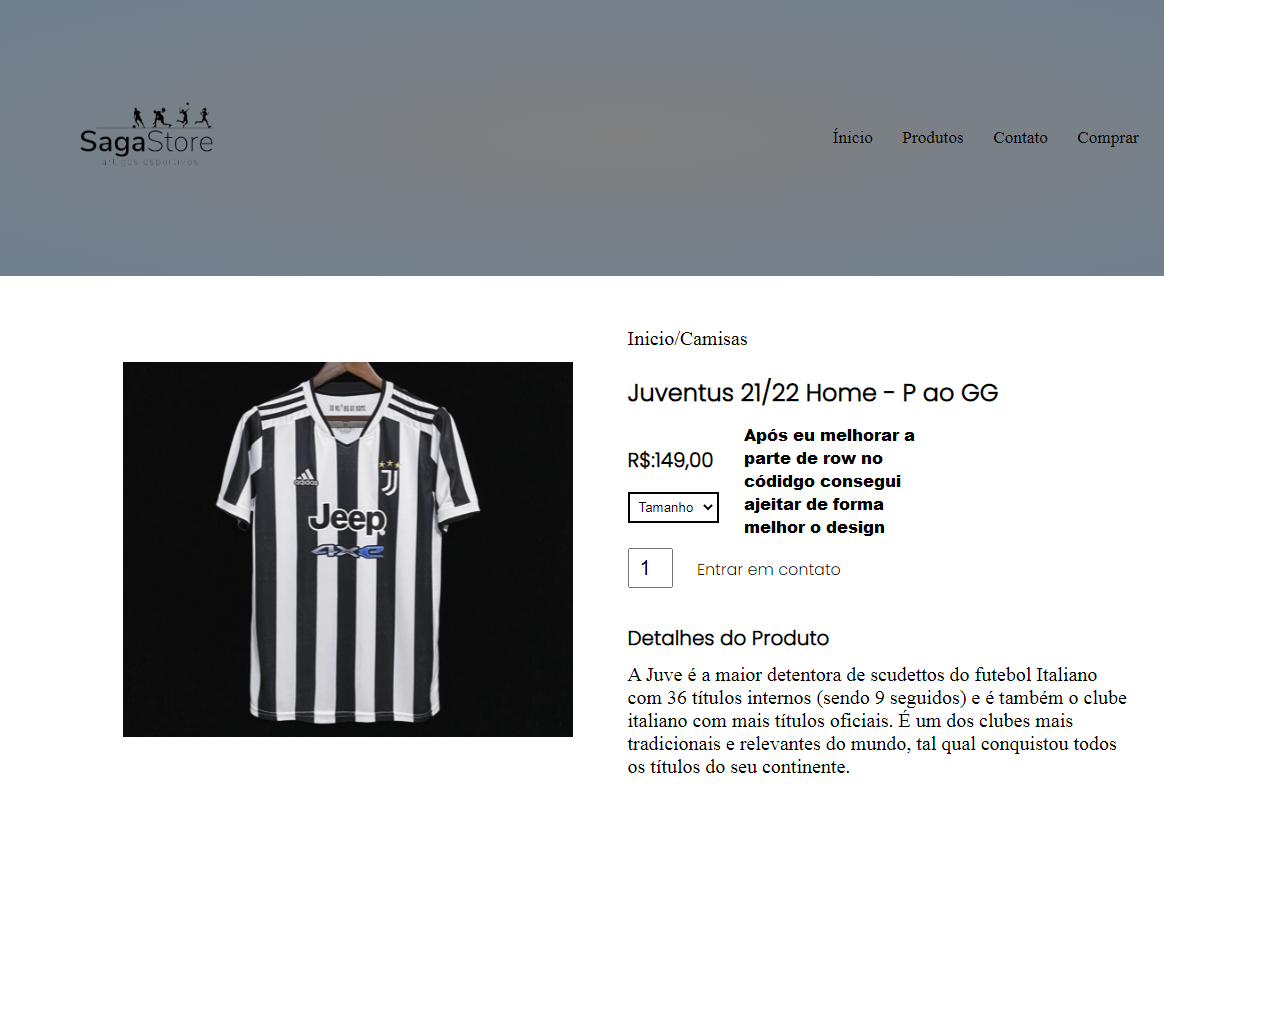 SagaStore
artigos esportivos
Ínicio Produtos Contato Comprar
Inicio/Camisas
Juventus 21/22 Home - P ao GG
R$:149,00
Após eu melhorar a
parte de row no
códidgo consegui
ajeitar de forma
melhor o design
Tamanho
1 Entrar em contato
adidas
Jeep
4xe
Detalhes do Produto
A Juve é a maior detentora de scudettos do futebol Italiano
com 36 títulos internos (sendo 9 seguidos) e é também o clube
italiano com mais títulos oficiais. É um dos clubes mais
tradicionais e relevantes do mundo, tal qual conquistou todos
os títulos do seu continente.